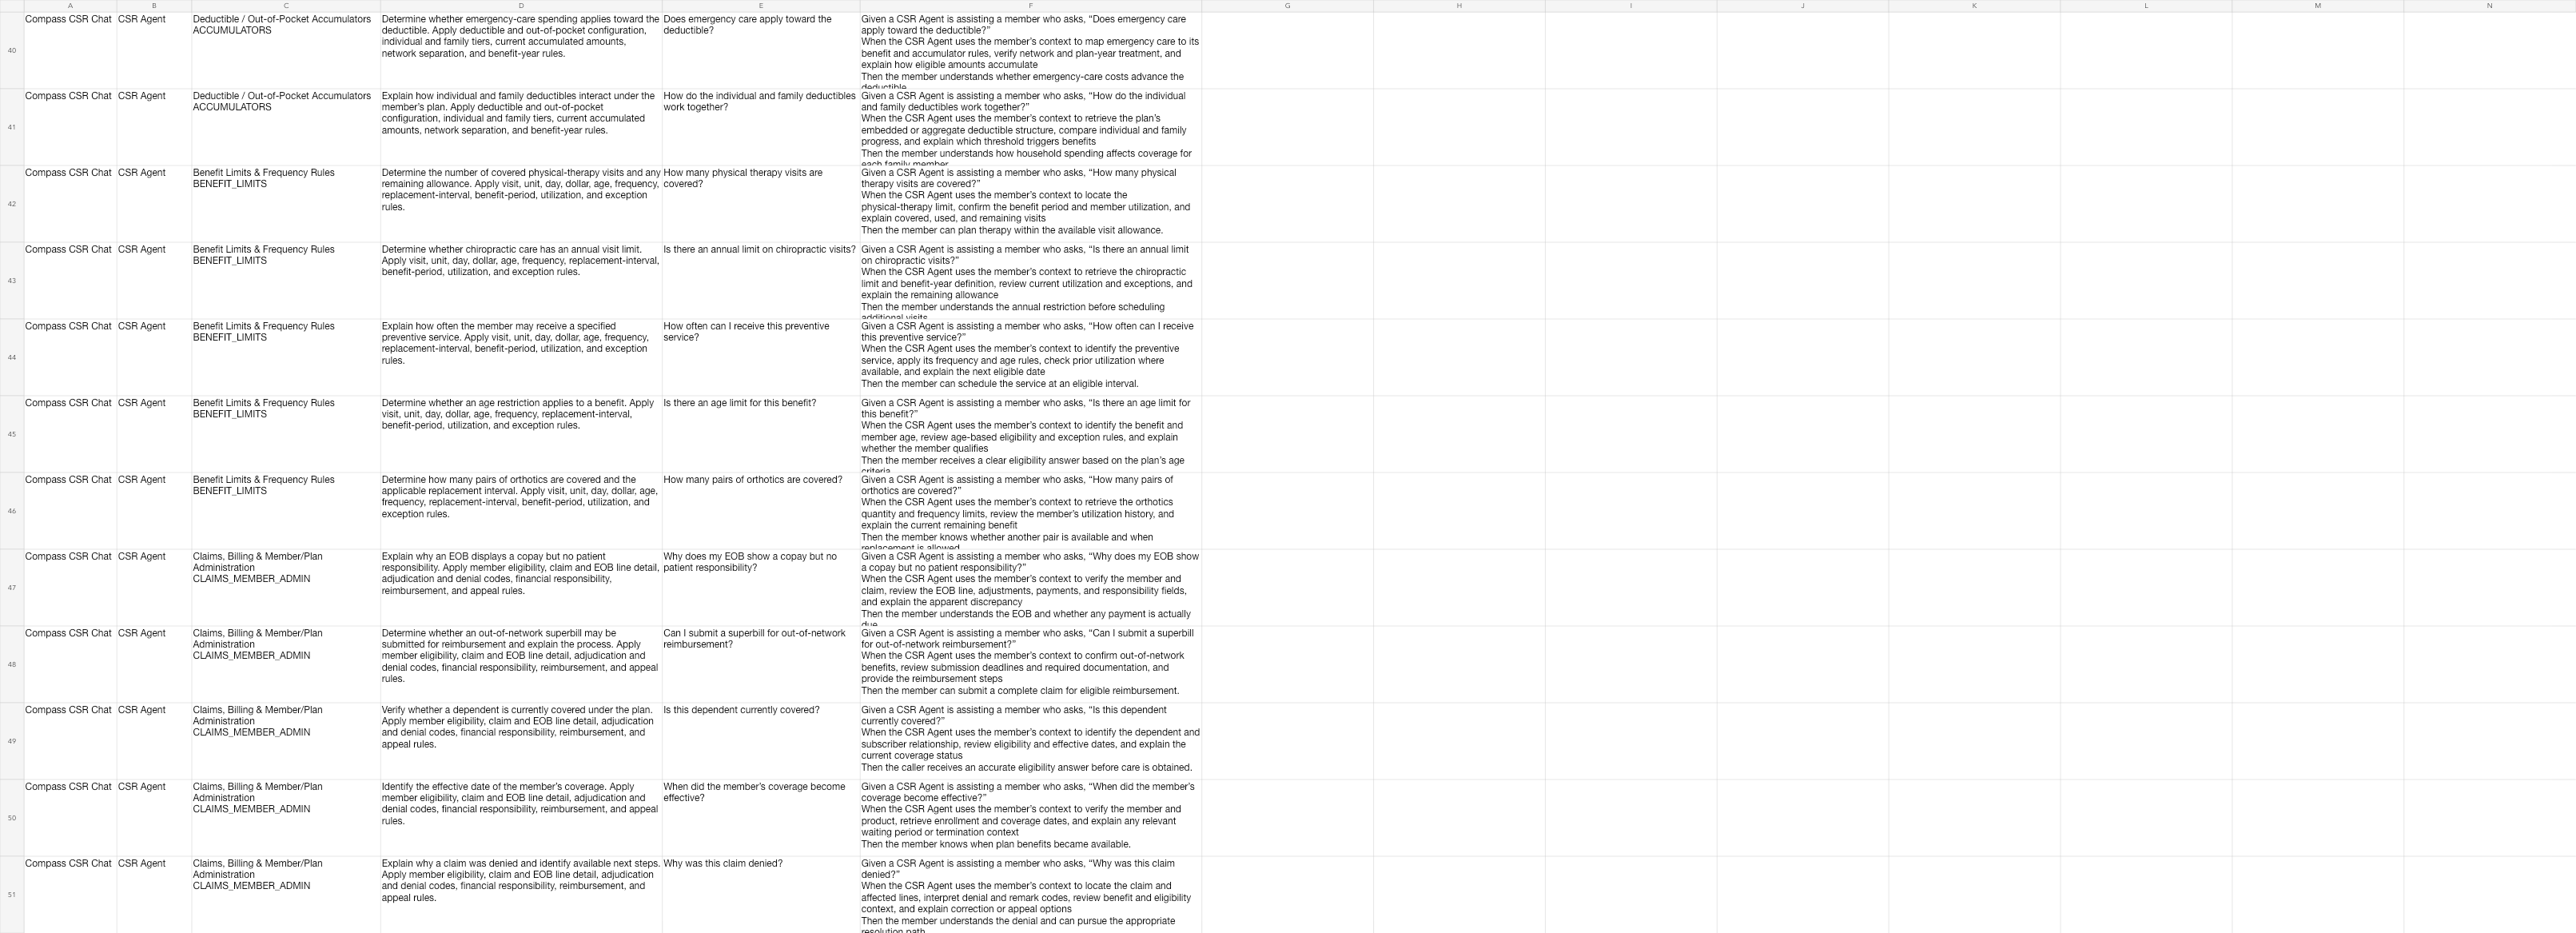 A B C D E F G H I J K L M N
40
Compass CSR Chat
CSR Agent
Deductible / Out-of-Pocket Accumulators
ACCUMULATORS
Determine whether emergency-care spending applies toward the
deductible. Apply deductible and out-of-pocket configuration,
individual and family tiers, current accumulated amounts,
network separation, and benefit-year rules.
Does emergency care apply toward the
deductible?
Given a CSR Agent is assisting a member who asks, “Does emergency care
apply toward the deductible?”
When the CSR Agent uses the member’s context to map emergency care to its
benefit and accumulator rules, verify network and plan-year treatment, and
explain how eligible amounts accumulate
Then the member understands whether emergency-care costs advance the
deductible
41
Compass CSR Chat
CSR Agent
Deductible / Out-of-Pocket Accumulators
ACCUMULATORS
Explain how individual and family deductibles interact under the
member’s plan. Apply deductible and out-of-pocket
configuration, individual and family tiers, current accumulated
amounts, network separation, and benefit-year rules.
How do the individual and family deductibles
work together?
Given a CSR Agent is assisting a member who asks, “How do the individual
and family deductibles work together?”
When the CSR Agent uses the member’s context to retrieve the plan’s
embedded or aggregate deductible structure, compare individual and family
progress, and explain which threshold triggers benefits
Then the member understands how household spending affects coverage for
each family member
42
Compass CSR Chat
CSR Agent
Benefit Limits & Frequency Rules
BENEFIT_LIMITS
Determine the number of covered physical-therapy visits and any
remaining allowance. Apply visit, unit, day, dollar, age, frequency,
replacement-interval, benefit-period, utilization, and exception
rules.
How many physical therapy visits are
covered?
Given a CSR Agent is assisting a member who asks, “How many physical
therapy visits are covered?”
When the CSR Agent uses the member’s context to locate the
physical-therapy limit, confirm the benefit period and member utilization, and
explain covered, used, and remaining visits
Then the member can plan therapy within the available visit allowance.
43
Compass CSR Chat
CSR Agent
Benefit Limits & Frequency Rules
BENEFIT_LIMITS
Determine whether chiropractic care has an annual visit limit.
Apply visit, unit, day, dollar, age, frequency, replacement-interval,
benefit-period, utilization, and exception rules.
Is there an annual limit on chiropractic visits?
Given a CSR Agent is assisting a member who asks, “Is there an annual limit
on chiropractic visits?”
When the CSR Agent uses the member’s context to retrieve the chiropractic
limit and benefit-year definition, review current utilization and exceptions, and
explain the remaining allowance
Then the member understands the annual restriction before scheduling
additional visits
44
Compass CSR Chat
CSR Agent
Benefit Limits & Frequency Rules
BENEFIT_LIMITS
Explain how often the member may receive a specified
preventive service. Apply visit, unit, day, dollar, age, frequency,
replacement-interval, benefit-period, utilization, and exception
rules.
How often can I receive this preventive
service?
Given a CSR Agent is assisting a member who asks, “How often can I receive
this preventive service?”
When the CSR Agent uses the member’s context to identify the preventive
service, apply its frequency and age rules, check prior utilization where
available, and explain the next eligible date
Then the member can schedule the service at an eligible interval.
45
Compass CSR Chat
CSR Agent
Benefit Limits & Frequency Rules
BENEFIT_LIMITS
Determine whether an age restriction applies to a benefit. Apply
visit, unit, day, dollar, age, frequency, replacement-interval,
benefit-period, utilization, and exception rules.
Is there an age limit for this benefit?
Given a CSR Agent is assisting a member who asks, “Is there an age limit for
this benefit?”
When the CSR Agent uses the member’s context to identify the benefit and
member age, review age-based eligibility and exception rules, and explain
whether the member qualifies
Then the member receives a clear eligibility answer based on the plan’s age
criteria
46
Compass CSR Chat
CSR Agent
Benefit Limits & Frequency Rules
BENEFIT_LIMITS
Determine how many pairs of orthotics are covered and the
applicable replacement interval. Apply visit, unit, day, dollar, age,
frequency, replacement-interval, benefit-period, utilization, and
exception rules.
How many pairs of orthotics are covered?
Given a CSR Agent is assisting a member who asks, “How many pairs of
orthotics are covered?”
When the CSR Agent uses the member’s context to retrieve the orthotics
quantity and frequency limits, review the member’s utilization history, and
explain the current remaining benefit
Then the member knows whether another pair is available and when
replacement is allowed
47
Compass CSR Chat
CSR Agent
Claims, Billing & Member/Plan
Administration
CLAIMS_MEMBER_ADMIN
Explain why an EOB displays a copay but no patient
responsibility. Apply member eligibility, claim and EOB line detail,
adjudication and denial codes, financial responsibility,
reimbursement, and appeal rules.
Why does my EOB show a copay but no
patient responsibility?
Given a CSR Agent is assisting a member who asks, “Why does my EOB show
a copay but no patient responsibility?”
When the CSR Agent uses the member’s context to verify the member and
claim, review the EOB line, adjustments, payments, and responsibility fields,
and explain the apparent discrepancy
Then the member understands the EOB and whether any payment is actually
due
48
Compass CSR Chat
CSR Agent
Claims, Billing & Member/Plan
Administration
CLAIMS_MEMBER_ADMIN
Determine whether an out-of-network superbill may be
submitted for reimbursement and explain the process. Apply
member eligibility, claim and EOB line detail, adjudication and
denial codes, financial responsibility, reimbursement, and appeal
rules.
Can I submit a superbill for out-of-network
reimbursement?
Given a CSR Agent is assisting a member who asks, “Can I submit a superbill
for out-of-network reimbursement?”
When the CSR Agent uses the member’s context to confirm out-of-network
benefits, review submission deadlines and required documentation, and
provide the reimbursement steps
Then the member can submit a complete claim for eligible reimbursement.
49
Compass CSR Chat
CSR Agent
Claims, Billing & Member/Plan
Administration
CLAIMS_MEMBER_ADMIN
Verify whether a dependent is currently covered under the plan.
Apply member eligibility, claim and EOB line detail, adjudication
and denial codes, financial responsibility, reimbursement, and
appeal rules.
Is this dependent currently covered?
Given a CSR Agent is assisting a member who asks, “Is this dependent
currently covered?”
When the CSR Agent uses the member’s context to identify the dependent and
subscriber relationship, review eligibility and effective dates, and explain the
current coverage status
Then the caller receives an accurate eligibility answer before care is obtained.
50
Compass CSR Chat
CSR Agent
Claims, Billing & Member/Plan
Administration
CLAIMS_MEMBER_ADMIN
Identify the effective date of the member’s coverage. Apply
member eligibility, claim and EOB line detail, adjudication and
denial codes, financial responsibility, reimbursement, and appeal
rules.
When did the member’s coverage become
effective?
Given a CSR Agent is assisting a member who asks, “When did the member’s
coverage become effective?”
When the CSR Agent uses the member’s context to verify the member and
product, retrieve enrollment and coverage dates, and explain any relevant
waiting period or termination context
Then the member knows when plan benefits became available.
51
Compass CSR Chat
CSR Agent
Claims, Billing & Member/Plan
Administration
CLAIMS_MEMBER_ADMIN
Explain why a claim was denied and identify available next steps.
Apply member eligibility, claim and EOB line detail, adjudication
and denial codes, financial responsibility, reimbursement, and
appeal rules.
Why was this claim denied?
Given a CSR Agent is assisting a member who asks, “Why was this claim
denied?”
When the CSR Agent uses the member’s context to locate the claim and
affected lines, interpret denial and remark codes, review benefit and eligibility
context, and explain correction or appeal options
Then the member understands the denial and can pursue the appropriate
resolution path